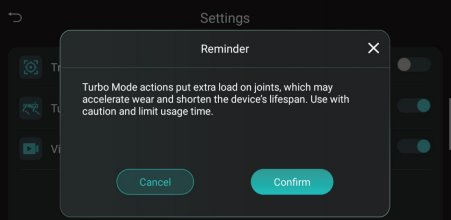 Settings
Reminder
Turbo Mode actions put extra load on joints, which may
accelerate wear and shorten the device's lifespan. Use with
caution and limit usage time.
Cancel
Confirm